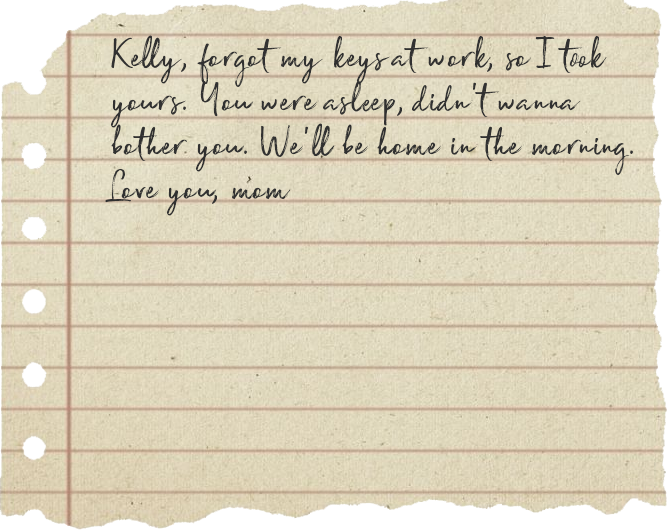 Kelly, forgot my keys at work, so I took
yours. You were asleep, didn't wanna
bother you. We'll be home in the morning.
Love you, mom